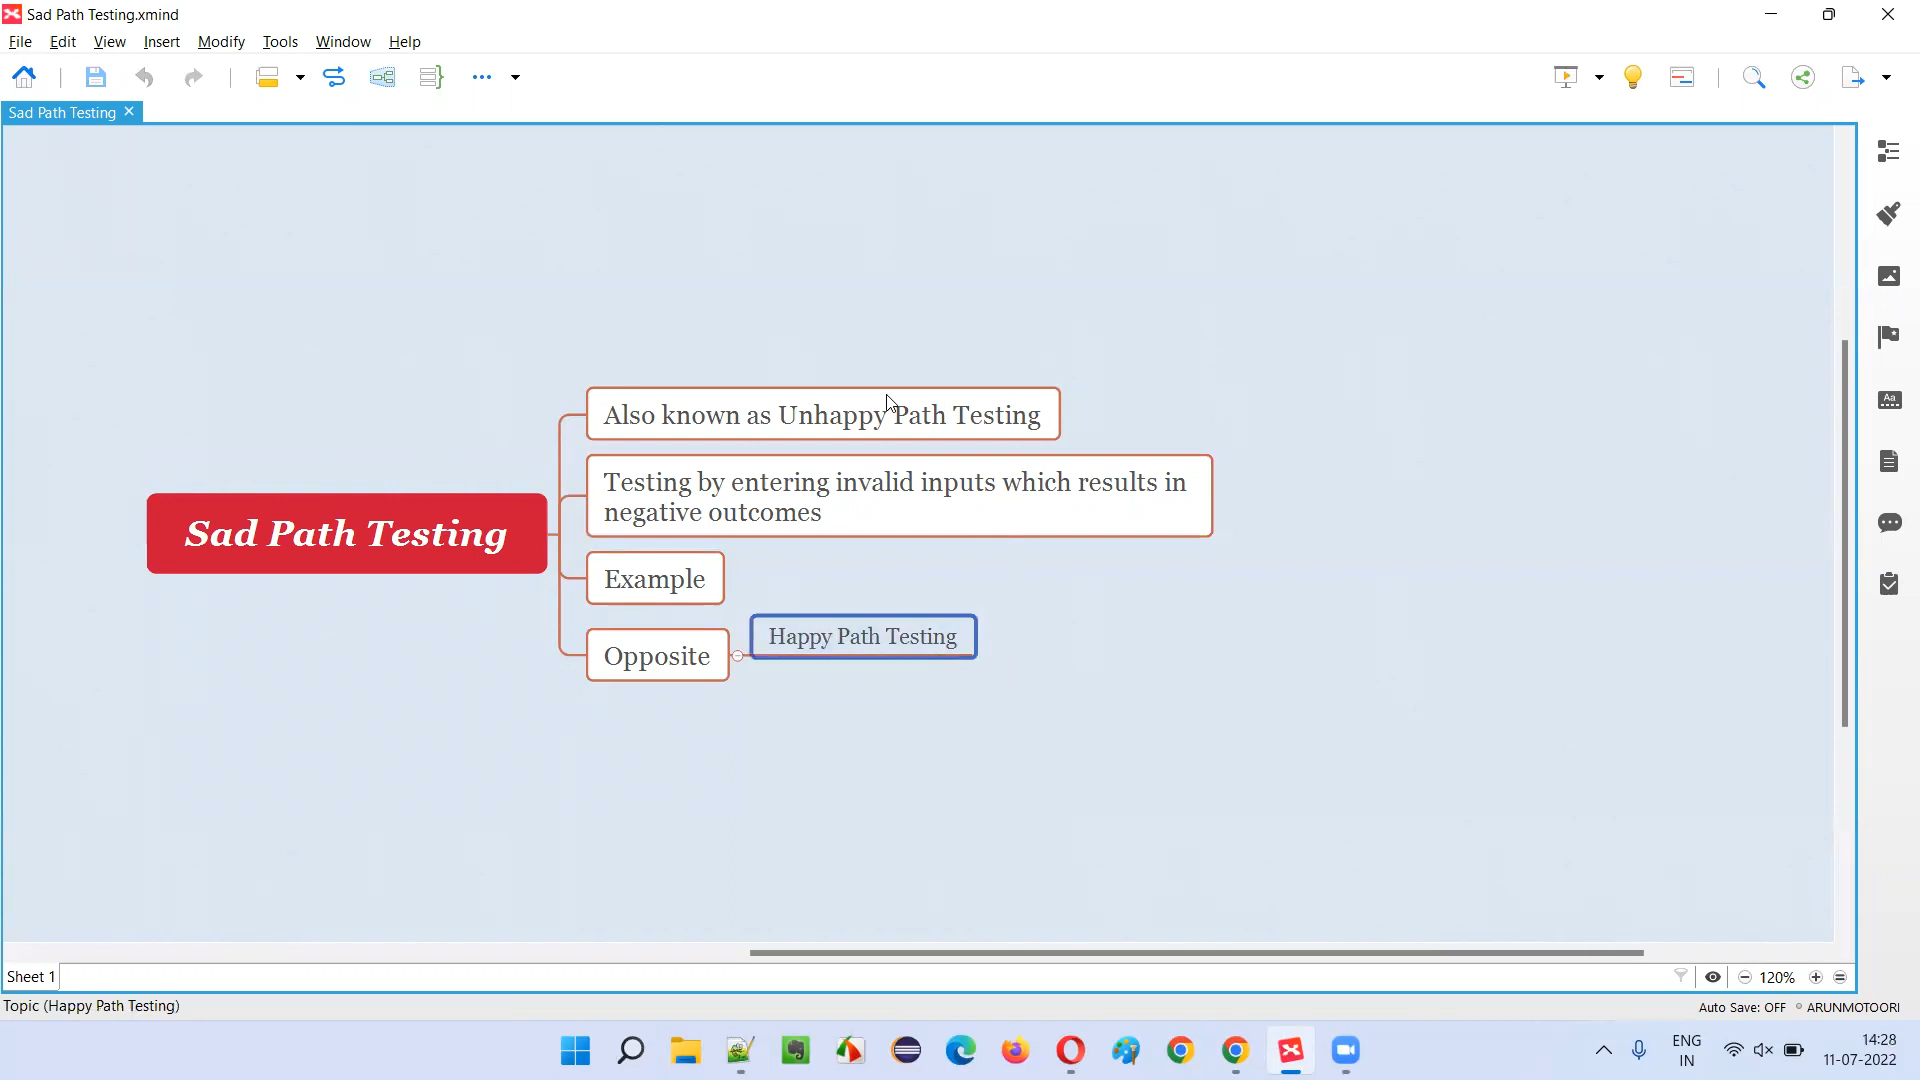 Sad Path Testing.xmind
File Edit View Insert Modify Tools Window Help
Sad Path Testing
Also known as Unhappy Path Testing
Testing by entering invalid inputs which results in
negative outcomes
Sad Path Testing
Example
Happy Path Testing
Opposite
Aa
Sheet 1
120%
Topic (Happy Path Testing)
Auto Save: OFF ARUNMOTOORI
ENG
IN
14:28
11-07-2022